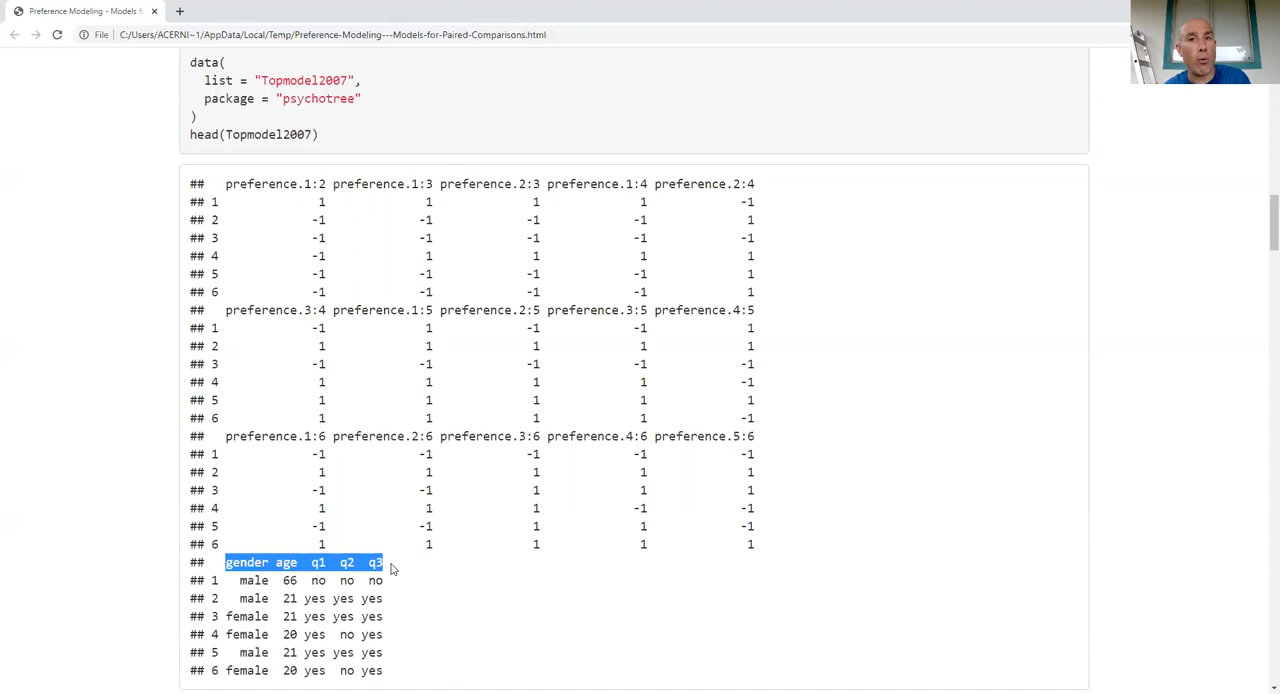 Preference Modeling - Models fo
File
C:/Users/ACERNI~1/AppData/Local/Temp/Preference-Modeling---Models-for-Paired-Comparisons.html
data(
  list = "Topmodel2007",
  package = "psychotree"
)
head(Topmodel2007)
## preference.1:2 preference.1:3 preference.2:3 preference.1:4 preference.2:4
## 1 1 1 1 1 -1
## 2 -1 -1 -1 -1 1
## 3 -1 -1 -1 -1 -1
## 4 -1 1 1 1 1
## 5 -1 -1 -1 -1 1
## 6 -1 -1 -1 -1 1
## preference.3:4 preference.1:5 preference.2:5 preference.3:5 preference.4:5
## 1 -1 1 -1 -1 1
## 2 1 1 1 1 1
## 3 -1 -1 -1 -1 -1
## 4 1 1 1 1 -1
## 5 1 1 1 1 1
## 6 1 1 1 1 -1
## preference.1:6 preference.2:6 preference.3:6 preference.4:6 preference.5:6
## 1 -1 -1 -1 -1 -1
## 2 1 1 1 1 1
## 3 -1 -1 1 1 1
## 4 1 1 1 -1 -1
## 5 -1 -1 1 1 1
## 6 1 1 1 1 1
## gender age q1 q2 q3
## 1 male 66 no no no
## 2 male 21 yes yes yes
## 3 female 21 yes yes yes
## 4 female 20 yes no yes
## 5 male 21 yes yes yes
## 6 female 20 yes no yes